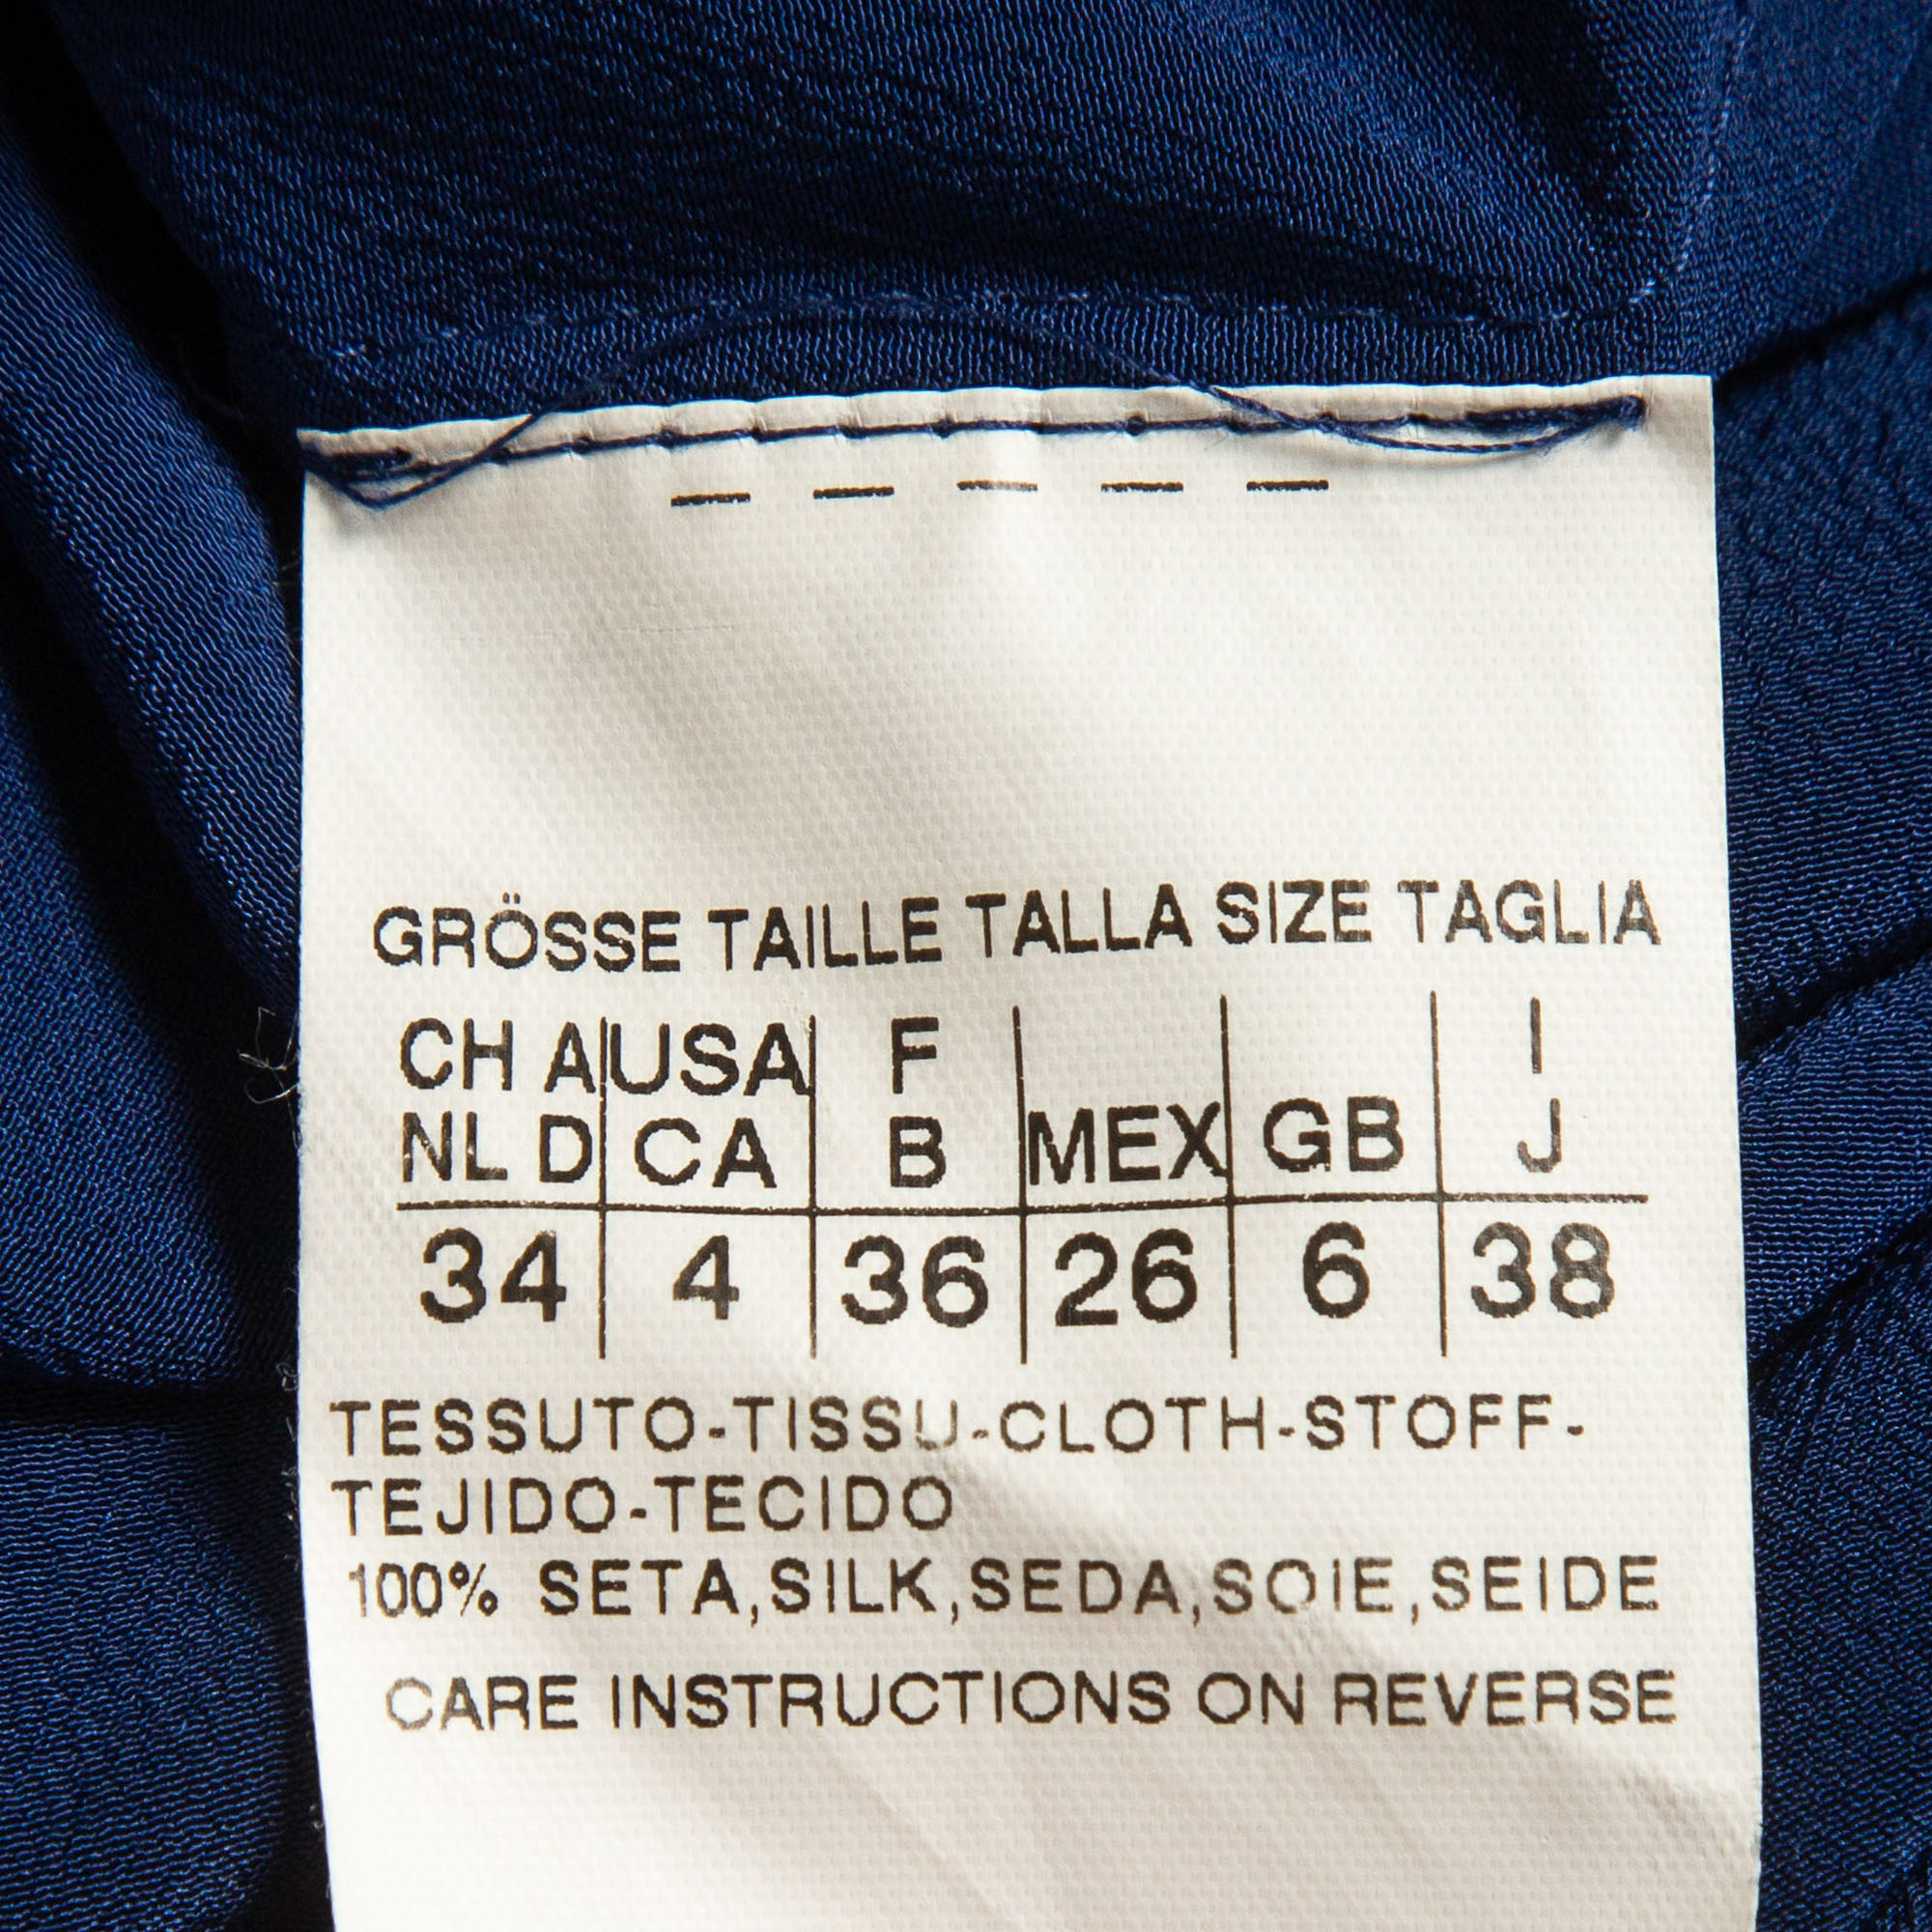 GRÖSSE TAILLE TALLA SIZE TAGLIA
CH A USA F I
NL D CA B MEX GB J
34 4 36 26 6 38
TESSUTO-TISSU-CLOTH-STOFF-
TEJIDO-TECIDO
100% SETA,SILK,SEDA,SOIE,SEIDE
CARE INSTRUCTIONS ON REVERSE